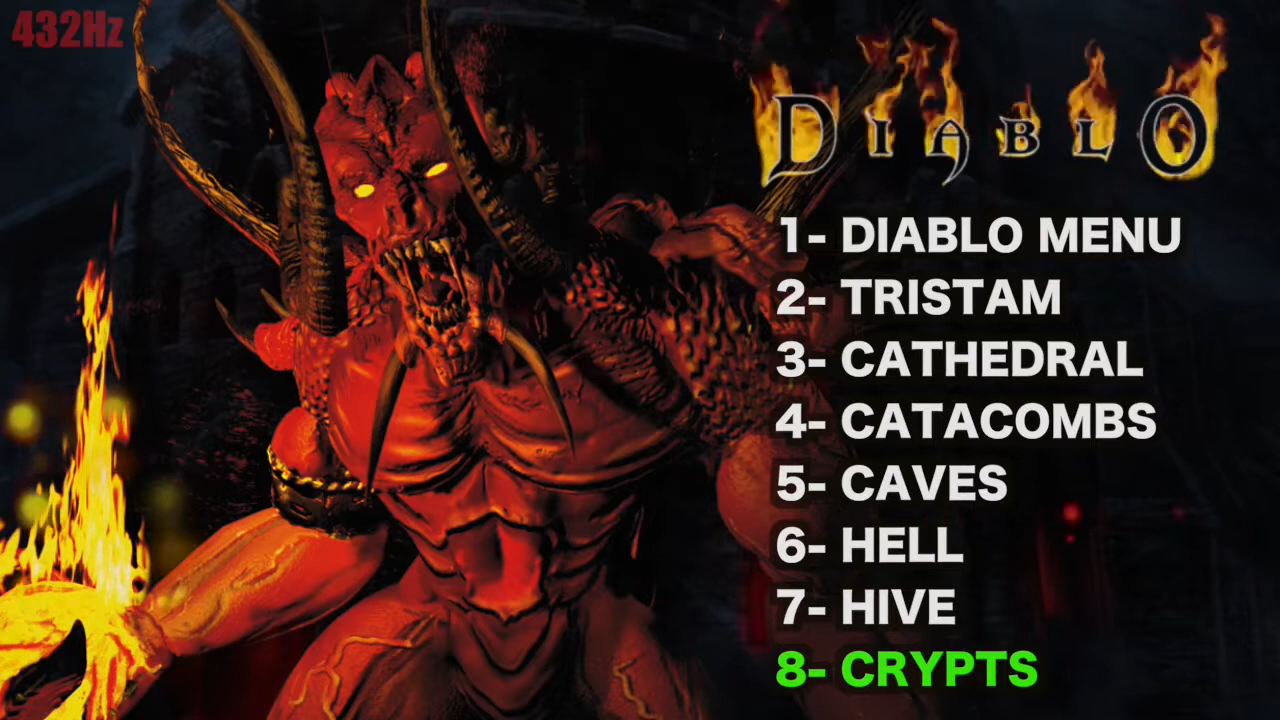 432Hz
DIABLO
1- DIABLO MENU
2- TRISTAM
3- CATHEDRAL
4- CATACOMBS
5- CAVES
6- HELL
7- HIVE
8- CRYPTS